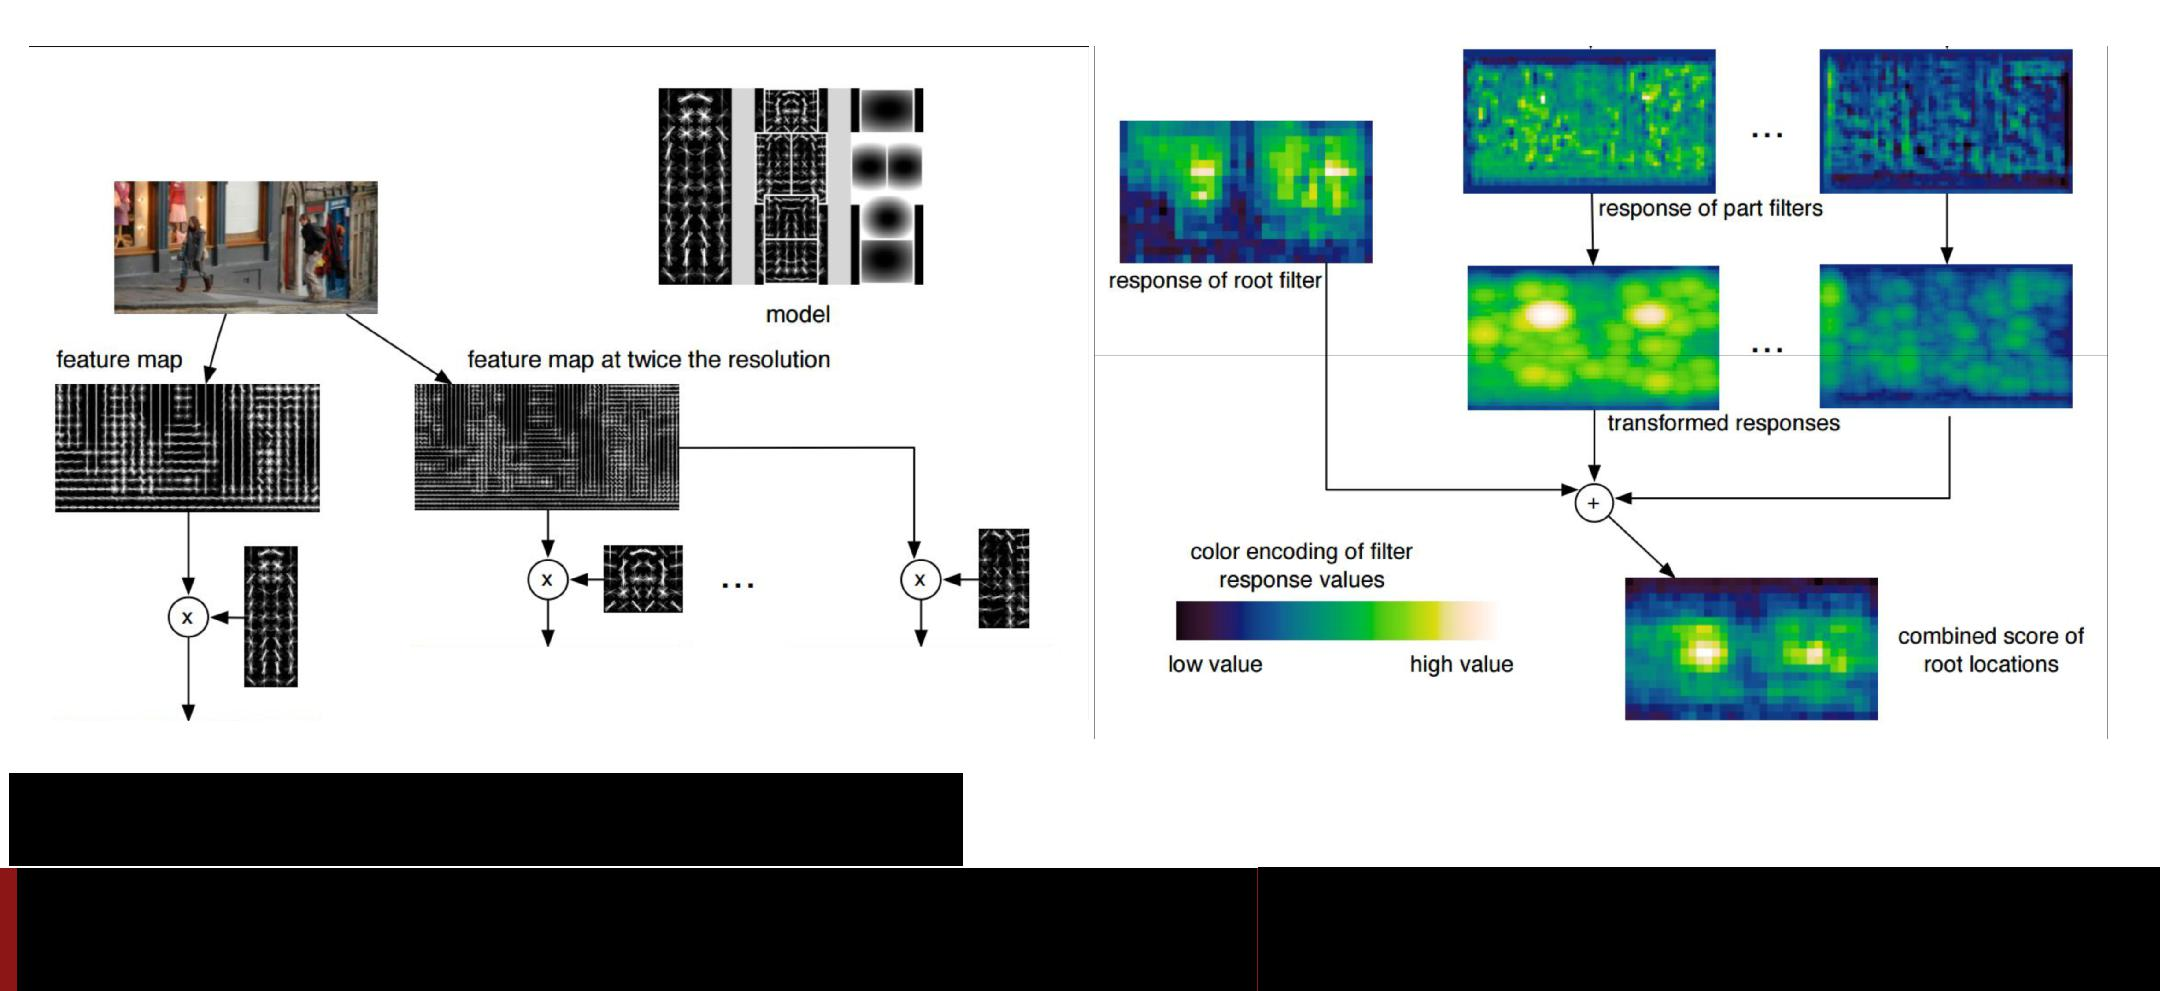 model
feature map
feature map at twice the resolution
x
x
...
x
response of root filter
...
response of part filters
...
transformed responses
+
color encoding of filter
response values
low value
high value
combined score of
root locations